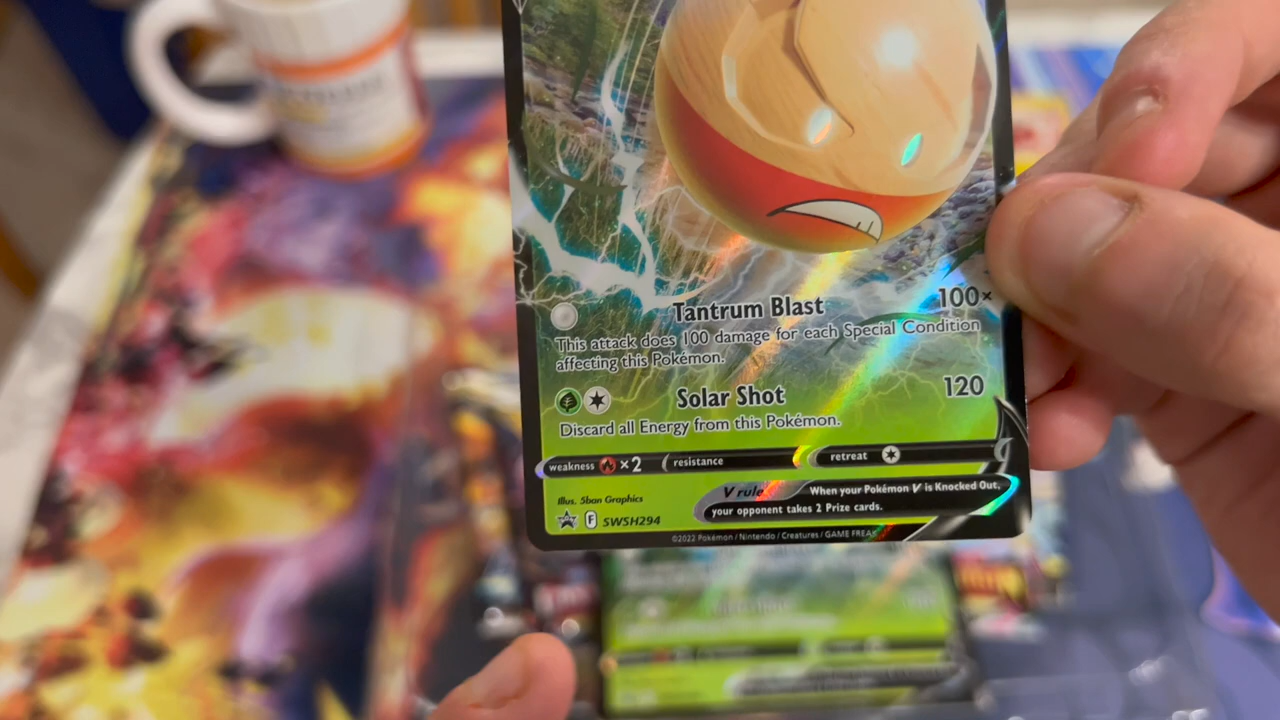 Tantrum Blast 100×
This attack does 100 damage for each Special Condition
affecting this Pokémon.
Solar Shot 120
Discard all Energy from this Pokémon.
weakness ×2 resistance retreat
Illus. 5ban Graphics
V rule When your Pokémon V is Knocked Out,
your opponent takes 2 Prize cards.
F SWSH294
©2022 Pokémon / Nintendo / Creatures / GAME FREAK